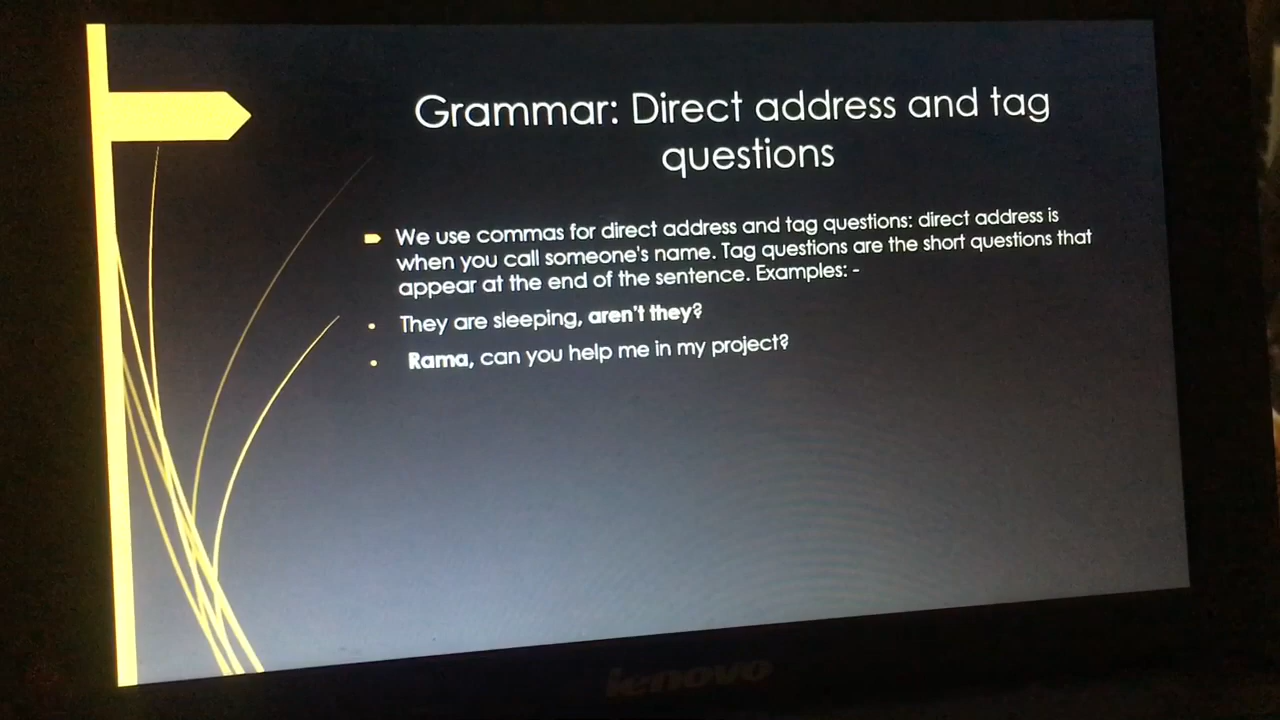 Grammar: Direct address and tag
questions
We use commas for direct address and tag questions: direct address is
when you call someone's name. Tag questions are the short questions that
appear at the end of the sentence. Examples: -
• They are sleeping, aren't they?
• Rama, can you help me in my project?
lenovo